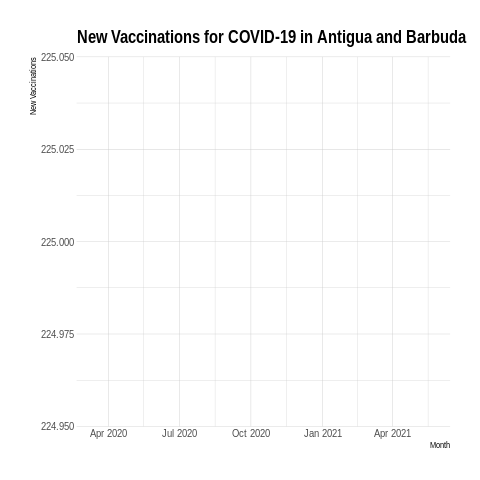 New Vaccinations for COVID-19 in Antigua and Barbuda
New Vaccinations
225.050
225.025
225.000
224.975
224.950
Apr 2020 Jul 2020 Oct 2020 Jan 2021 Apr 2021
Month